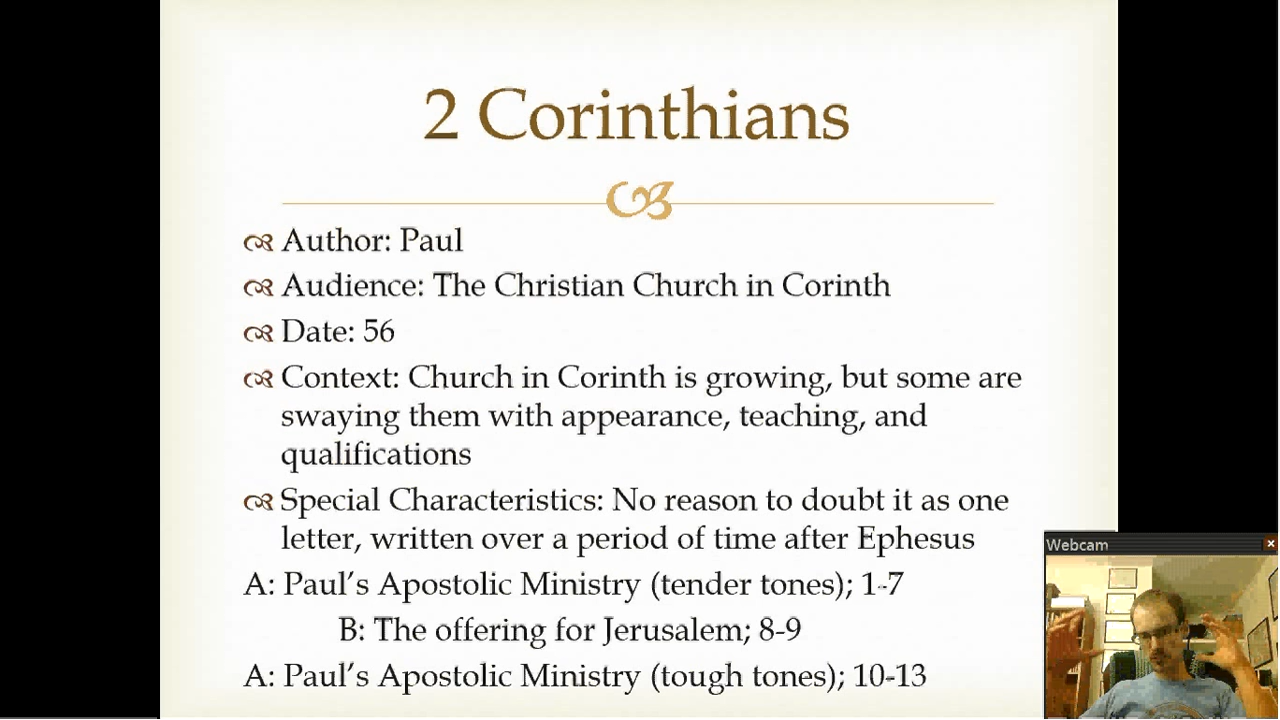 2 Corinthians
Author: Paul
Audience: The Christian Church in Corinth
Date: 56
Context: Church in Corinth is growing, but some are
swaying them with appearance, teaching, and
qualifications
Special Characteristics: No reason to doubt it as one
letter, written over a period of time after Ephesus
A: Paul's Apostolic Ministry (tender tones); 1-7
B: The offering for Jerusalem; 8-9
A: Paul's Apostolic Ministry (tough tones); 10-13
Webcam